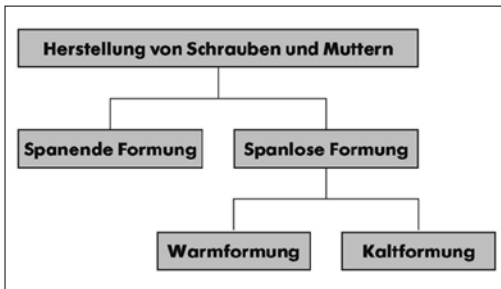 Herstellung von Schrauben und Muttern
Spanende Formung
Spanlose Formung
Warmformung
Kaltformung